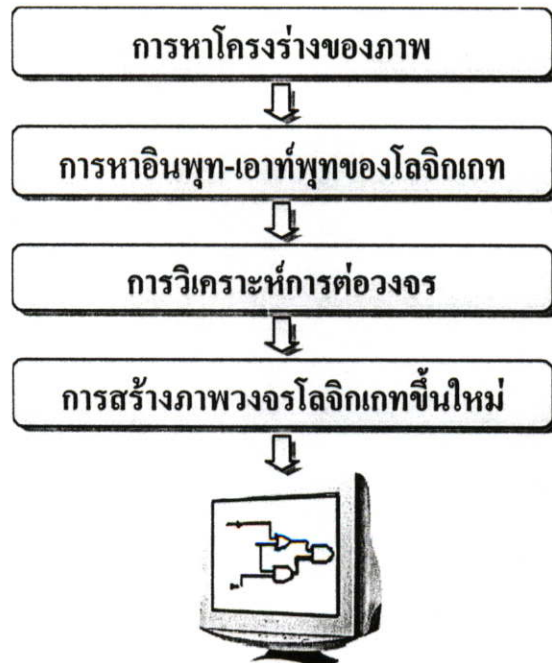 การหาโครงร่างของภาพ
การหาอินพุท-เอาท์พุทของโลจิกเกท
การวิเคราะห์การต่อวงจร
การสร้างภาพวงจรโลจิกเกทขึ้นใหม่